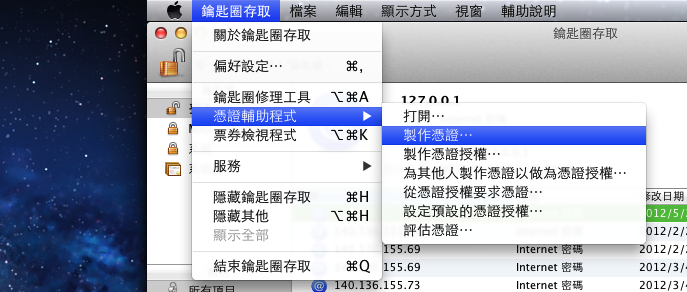 鑰匙圈存取 檔案 編輯 顯示方式 視窗 輔助說明
鑰匙圈存取
關於鑰匙圈存取
偏好設定… ⌘,
鑰匙圈修理工具 ⌥⌘A
憑證輔助程式
票券檢視程式 ⌥⌘K
服務
隱藏鑰匙圈存取 ⌘H
隱藏其他 ⌥⌘H
顯示全部
結束鑰匙圈存取 ⌘Q
127.0.0.1
打開…
製作憑證…
製作憑證授權…
為其他人製作憑證以做為憑證授權…
從憑證授權要求憑證…
設定預設的憑證授權…
評估憑證…
修改日期
2012/5/
2012/2/
140.136.155.69 Internet 密碼 2012/2/
140.136.155.69 Internet 密碼 2012/3/
140.136.155.73 Internet 密碼 2012/2/
所有項目